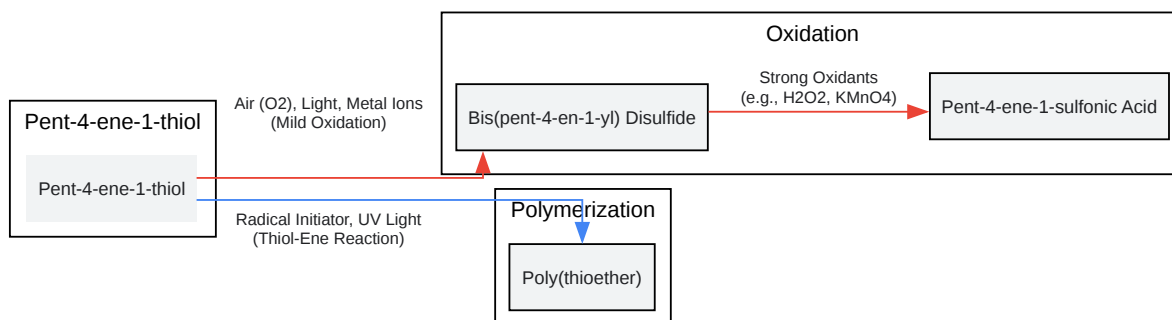 Oxidation
Strong Oxidants
(e.g., H2O2, KMnO4)
Air (O2), Light, Metal Ions
(Mild Oxidation)
Bis(pent-4-en-1-yl) Disulfide
Pent-4-ene-1-sulfonic Acid
Pent-4-ene-1-thiol
Pent-4-ene-1-thiol
Radical Initiator, UV Light
(Thiol-Ene Reaction)
Polymerization
Poly(thioether)